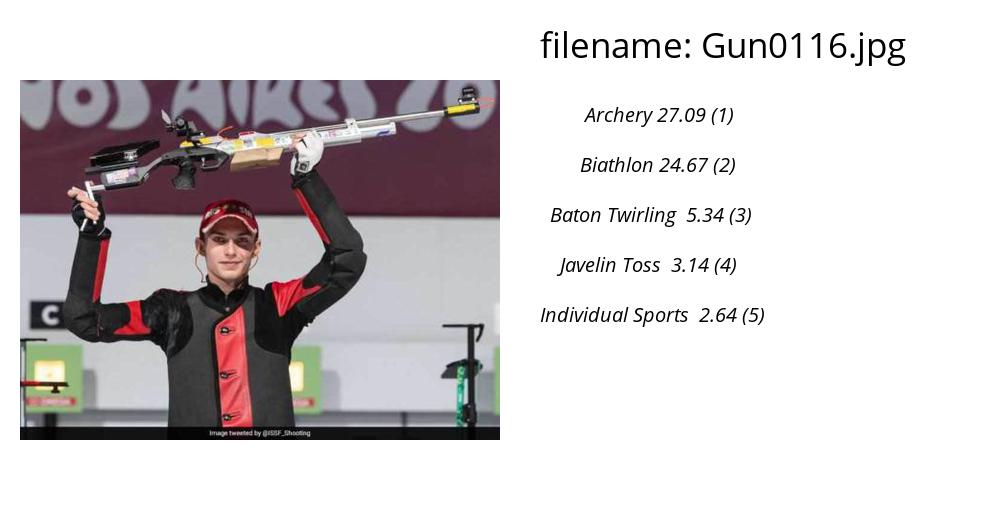 filename: Gun0116.jpg
Archery 27.09 (1)
Biathlon 24.67 (2)
Baton Twirling 5.34 (3)
Javelin Toss 3.14 (4)
Individual Sports 2.64 (5)
Image tweeted by @ISSF_Shooting